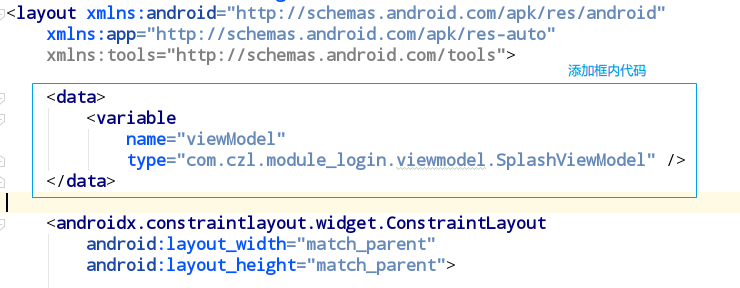 <layout xmlns:android="http://schemas.android.com/apk/res/android"
    xmlns:app="http://schemas.android.com/apk/res-auto"
    xmlns:tools="http://schemas.android.com/tools">
添加框内代码
    <data>
        <variable
            name="viewModel"
            type="com.czl.module_login.viewmodel.SplashViewModel" />
    </data>
    <androidx.constraintlayout.widget.ConstraintLayout
        android:layout_width="match_parent"
        android:layout_height="match_parent">